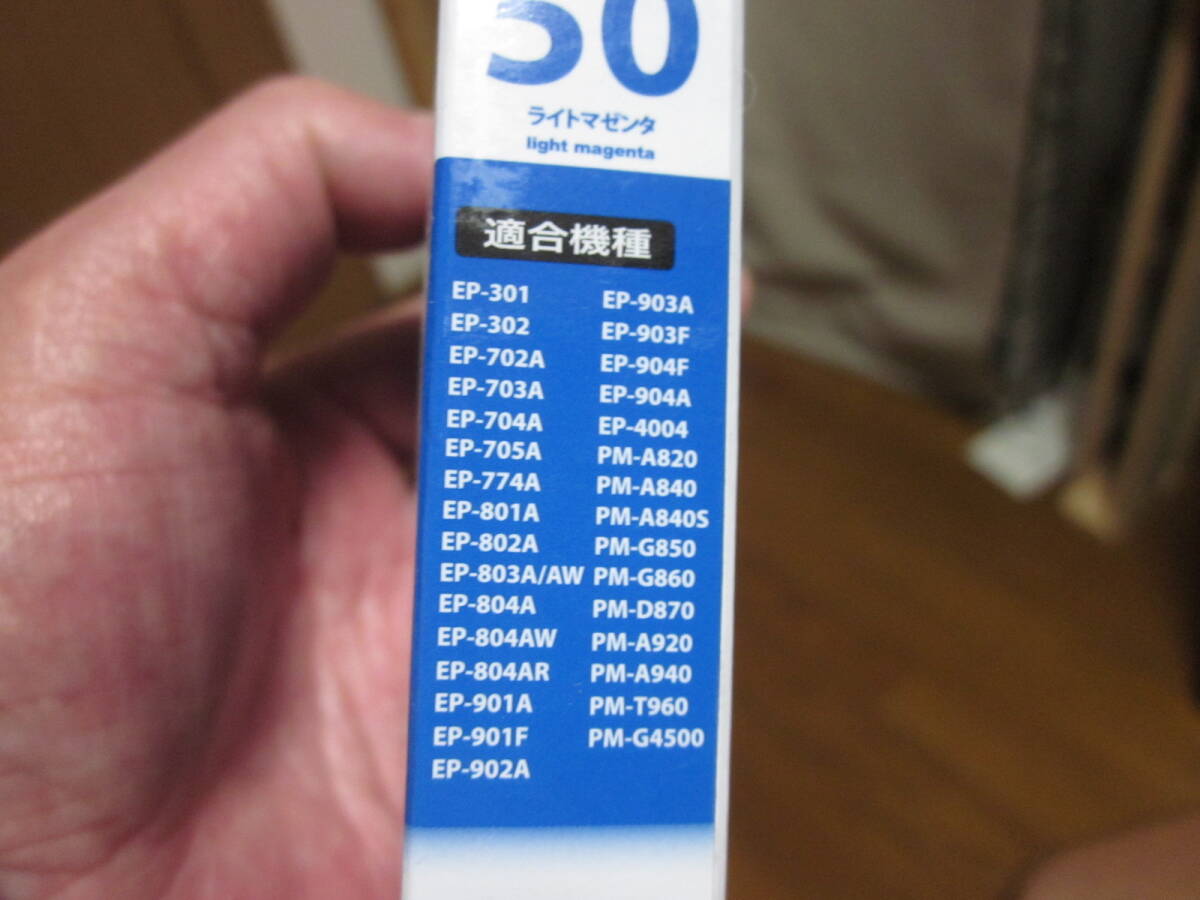 50
ライトマゼンタ
light magenta
適合機種
EP-301
EP-302
EP-702A
EP-703A
EP-704A
EP-705A
EP-774A
EP-801A
EP-802A
EP-803A/AW
EP-804A
EP-804AW
EP-804AR
EP-901A
EP-901F
EP-902A
EP-903A
EP-903F
EP-904F
EP-904A
EP-4004
PM-A820
PM-A840
PM-A840S
PM-G850
PM-G860
PM-D870
PM-A920
PM-A940
PM-T960
PM-G4500